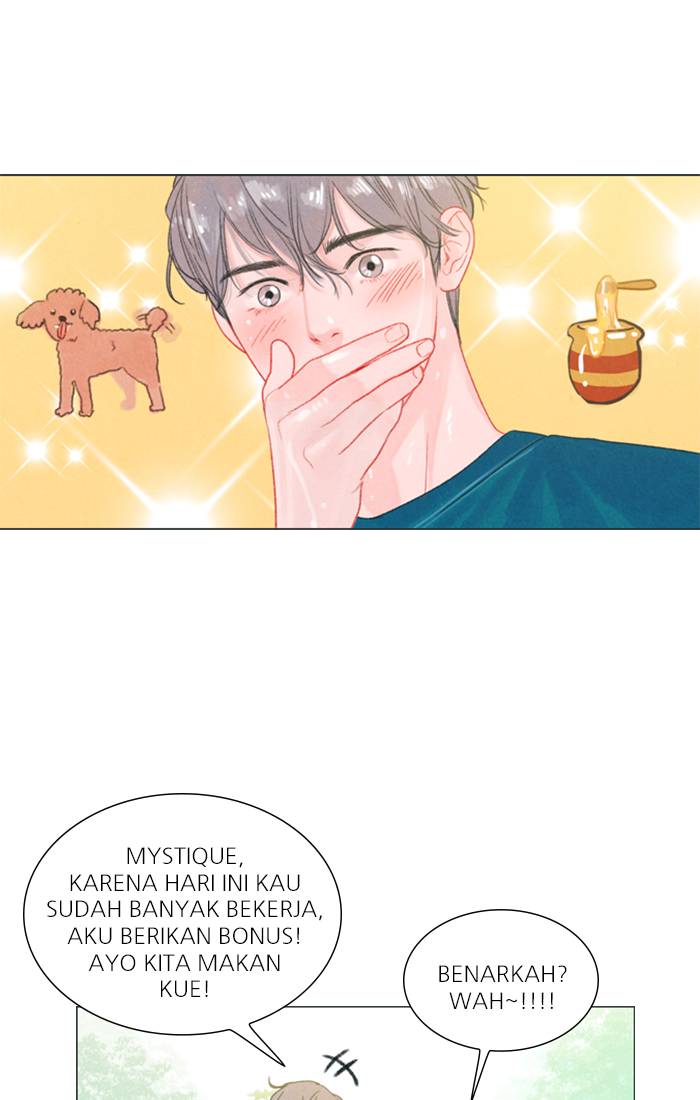 MYSTIQUE,
KARENA HARI INI KAU
SUDAH BANYAK BEKERJA,
AKU BERIKAN BONUS!
AYO KITA MAKAN
KUE!
BENARKAH?
WAH~!!!!